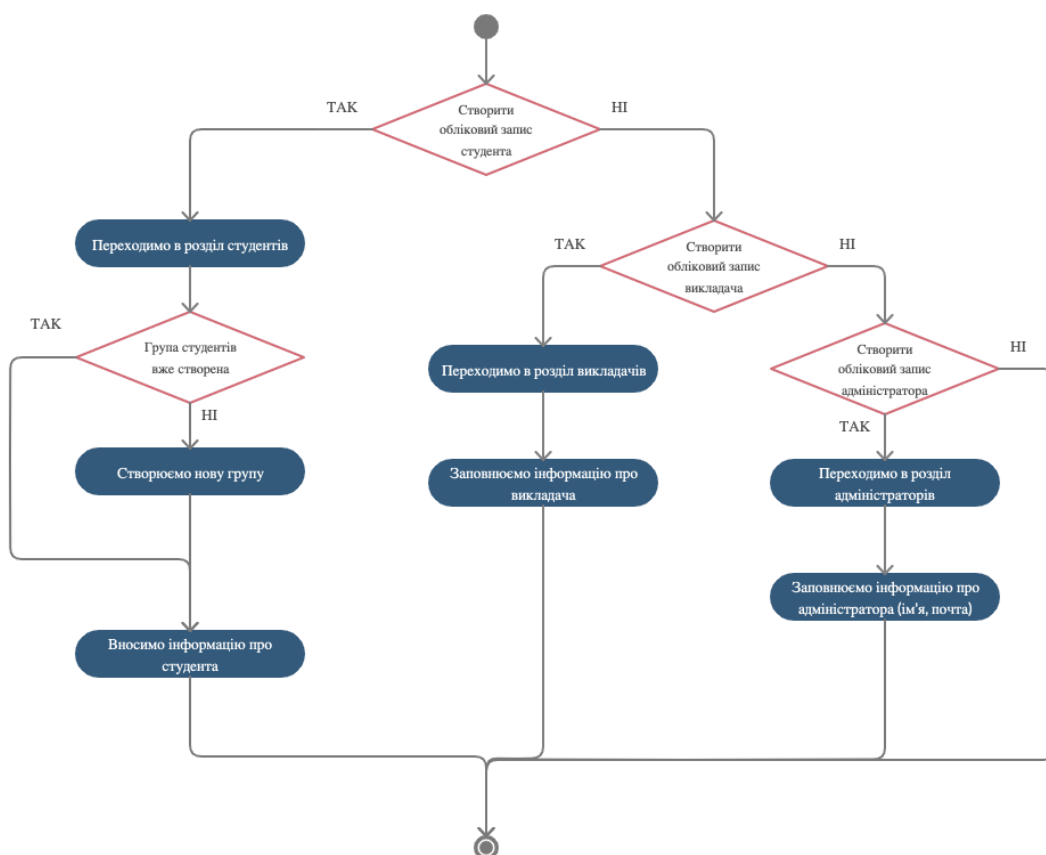 ТАК
НІ
Створити
обліковий запис
студента
Переходимо в розділ студентів
ТАК
НІ
Створити
обліковий запис
викладача
ТАК
Група студентів
вже створена
НІ
Переходимо в розділ викладачів
Створити
обліковий запис
адміністратора
НІ
ТАК
Створюємо нову групу
Заповнюємо інформацію про
викладача
Переходимо в розділ
адміністраторів
Заповнюємо інформацію про
адміністратора (ім'я, почта)
Вносимо інформацію про
студента